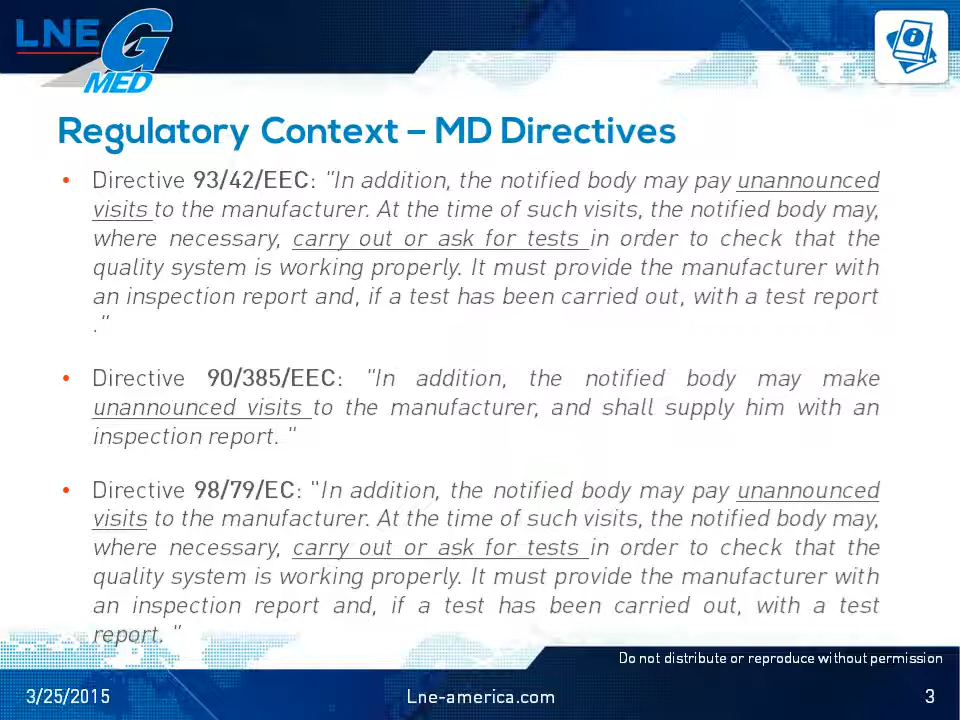 LNE G
MED
Regulatory Context – MD Directives
• Directive 93/42/EEC: "In addition, the notified body may pay unannounced
visits to the manufacturer. At the time of such visits, the notified body may,
where necessary, carry out or ask for tests in order to check that the
quality system is working properly. It must provide the manufacturer with
an inspection report and, if a test has been carried out, with a test report
."
• Directive 90/385/EEC: "In addition, the notified body may make
unannounced visits to the manufacturer, and shall supply him with an
inspection report. "
• Directive 98/79/EC: "In addition, the notified body may pay unannounced
visits to the manufacturer. At the time of such visits, the notified body may,
where necessary, carry out or ask for tests in order to check that the
quality system is working properly. It must provide the manufacturer with
an inspection report and, if a test has been carried out, with a test
report. "
Do not distribute or reproduce without permission
3/25/2015
Lne-america.com
3